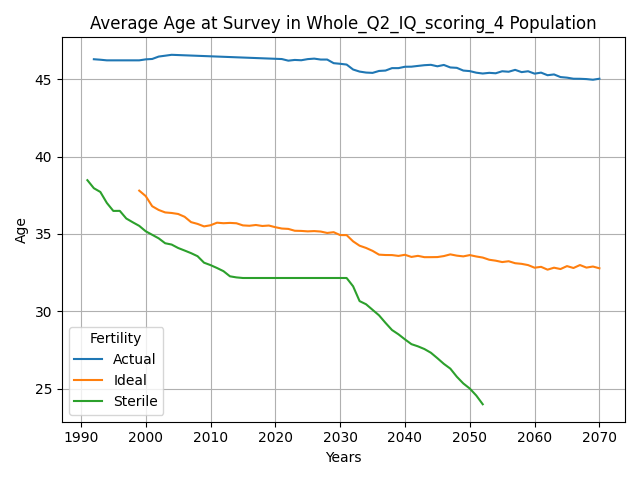 Average Age at Survey in Whole_Q2_IQ_scoring_4 Population
Age
45
40
35
30
25
Fertility
Actual
Ideal
Sterile
1990 2000 2010 2020 2030 2040 2050 2060 2070
Years